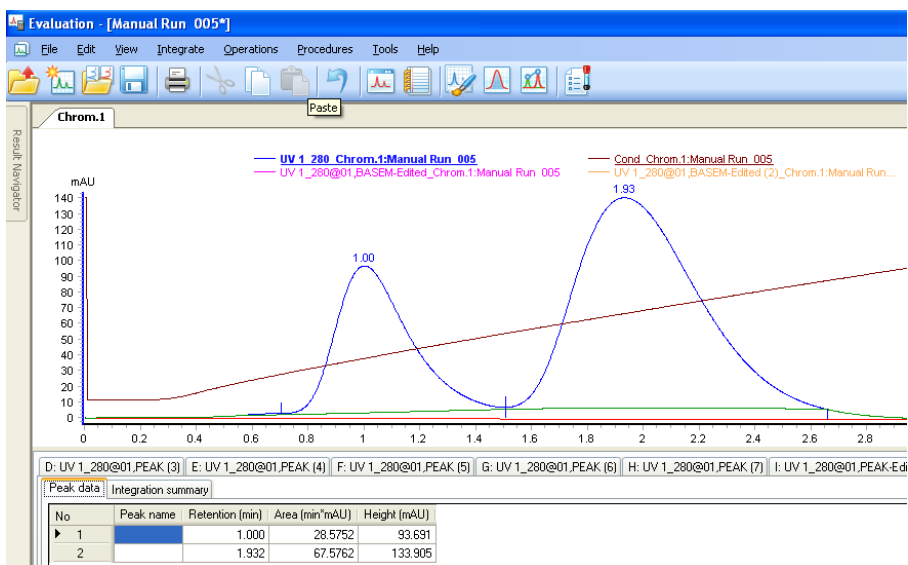 Evaluation - [Manual Run 005*]
File Edit View Integrate Operations Procedures Tools Help
Paste
Chrom.1
Result Navigator
UV 1_280_Chrom.1:Manual Run 005 Cond_Chrom.1:Manual Run 005
UV 1_280@01,BASEM-Edited_Chrom.1:Manual Run 005 UV 1_280@01,BASEM-Edited (2)_Chrom.1:Manual Run...
mAU
1.93
140
130
120
110
1.00
100
90
80
70
60
50
40
30
20
10
0
0 0.2 0.4 0.6 0.8 1 1.2 1.4 1.6 1.8 2 2.2 2.4 2.6 2.8
D: UV 1_280@01,PEAK (3) E: UV 1_280@01,PEAK (4) F: UV 1_280@01,PEAK (5) G: UV 1_280@01,PEAK (6) H: UV 1_280@01,PEAK (7) I: UV 1_280@01,PEAK-Edi
Peak data Integration summary
No Peak name Retention (min) Area (min*mAU) Height (mAU)
1 1.000 28.5752 93.691
2 1.932 67.5762 133.905